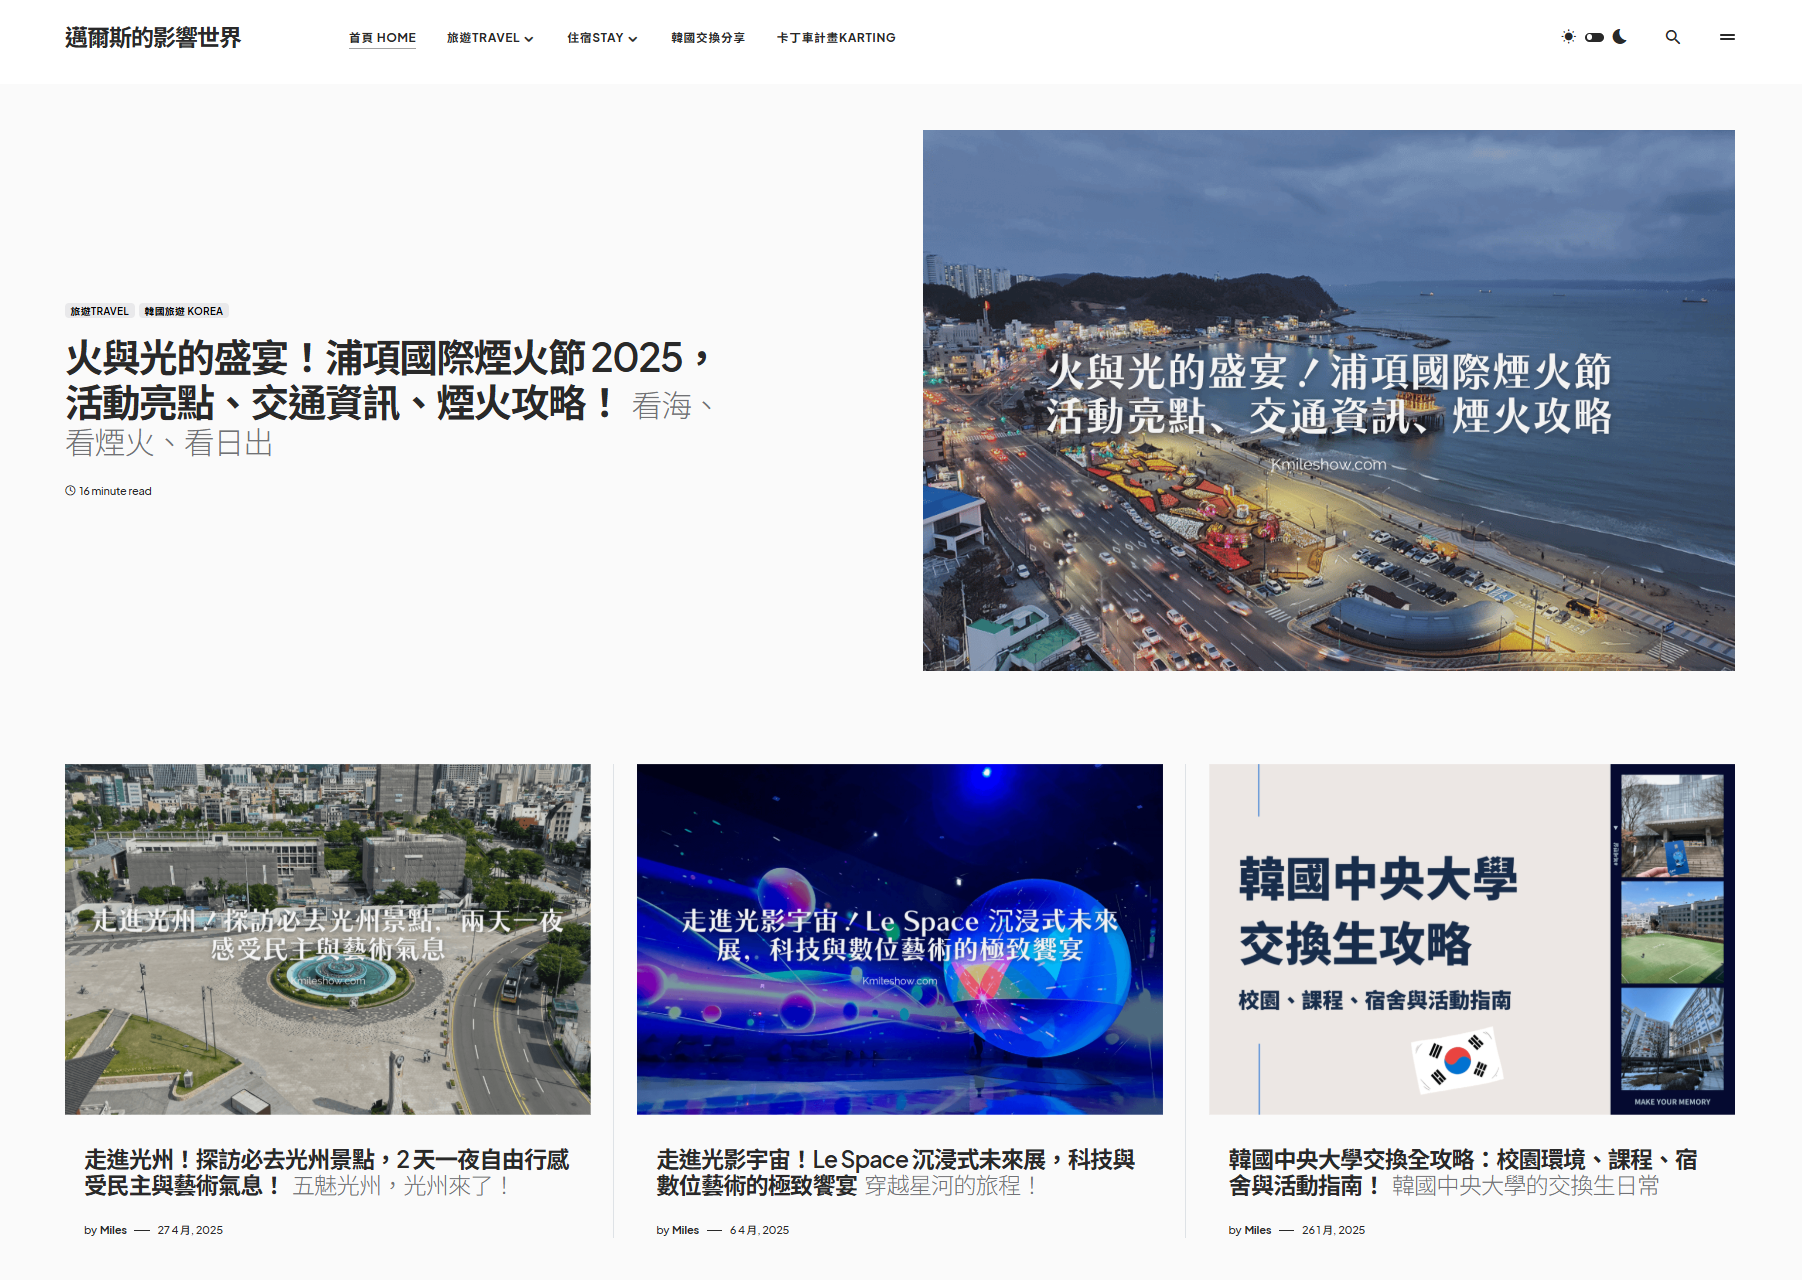 邁爾斯的影響世界
首頁 HOME
旅遊TRAVEL
住宿STAY
韓國交換分享
卡丁車計畫KARTING
旅遊TRAVEL
韓國旅遊 KOREA
火與光的盛宴！浦項國際煙火節 2025，
活動亮點、交通資訊、煙火攻略！ 看海、
看煙火、看日出
16 minute read
火與光的盛宴！浦項國際煙火節
活動亮點、交通資訊、煙火攻略
Kmileshow.com
走進光州！探訪必去光州景點，兩天一夜
感受民主與藝術氣息
Kmileshow.com
走進光州！探訪必去光州景點，2 天一夜自由行感
受民主與藝術氣息！ 五魅光州，光州來了！
by Miles — 27 4 月, 2025
走進光影宇宙！Le Space 沉浸式未來
展，科技與數位藝術的極致饗宴
Kmileshow.com
走進光影宇宙！Le Space 沉浸式未來展，科技與
數位藝術的極致饗宴 穿越星河的旅程！
by Miles — 6 4 月, 2025
韓國中央大學
交換生攻略
校園、課程、宿舍與活動指南
MAKE YOUR MEMORY
韓國中央大學交換全攻略：校園環境、課程、宿
舍與活動指南！ 韓國中央大學的交換生日常
by Miles — 26 1 月, 2025